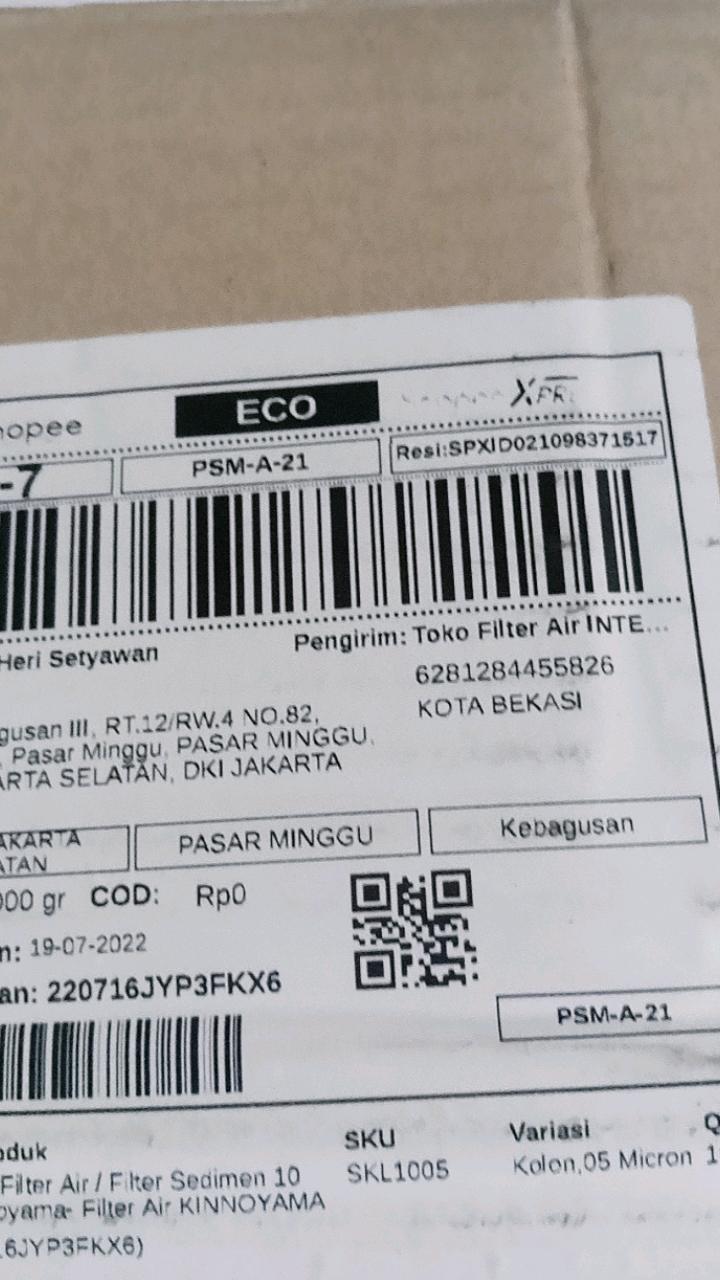 hopee
ECO
XPR
-7
PSM-A-21
Resi:SPXID021098371517
Heri Setyawan
Pengirim: Toko Filter Air INTE...
6281284455826
KOTA BEKASI
gusan III, RT.12/RW.4 NO.82,
, Pasar Minggu, PASAR MINGGU,
ARTA SELATAN, DKI JAKARTA
AKARTA
ATAN
PASAR MINGGU
Kebagusan
000 gr COD: Rp0
n: 19-07-2022
an: 220716JYP3FKX6
PSM-A-21
oduk
SKU
Variasi
Q
Filter Air / Filter Sedimen 10
SKL1005
Kolon,05 Micron
1
oyama- Filter Air KINNOYAMA
6JYP3FKX6)